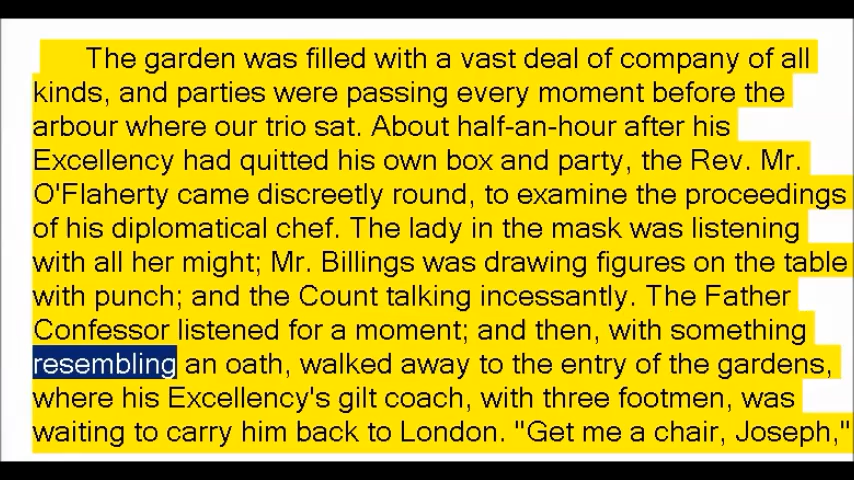 The garden was filled with a vast deal of company of all
kinds, and parties were passing every moment before the
arbour where our trio sat. About half-an-hour after his
Excellency had quitted his own box and party, the Rev. Mr.
O'Flaherty came discreetly round, to examine the proceedings
of his diplomatical chef. The lady in the mask was listening
with all her might; Mr. Billings was drawing figures on the table
with punch; and the Count talking incessantly. The Father
Confessor listened for a moment; and then, with something
resembling an oath, walked away to the entry of the gardens,
where his Excellency's gilt coach, with three footmen, was
waiting to carry him back to London. "Get me a chair, Joseph,"